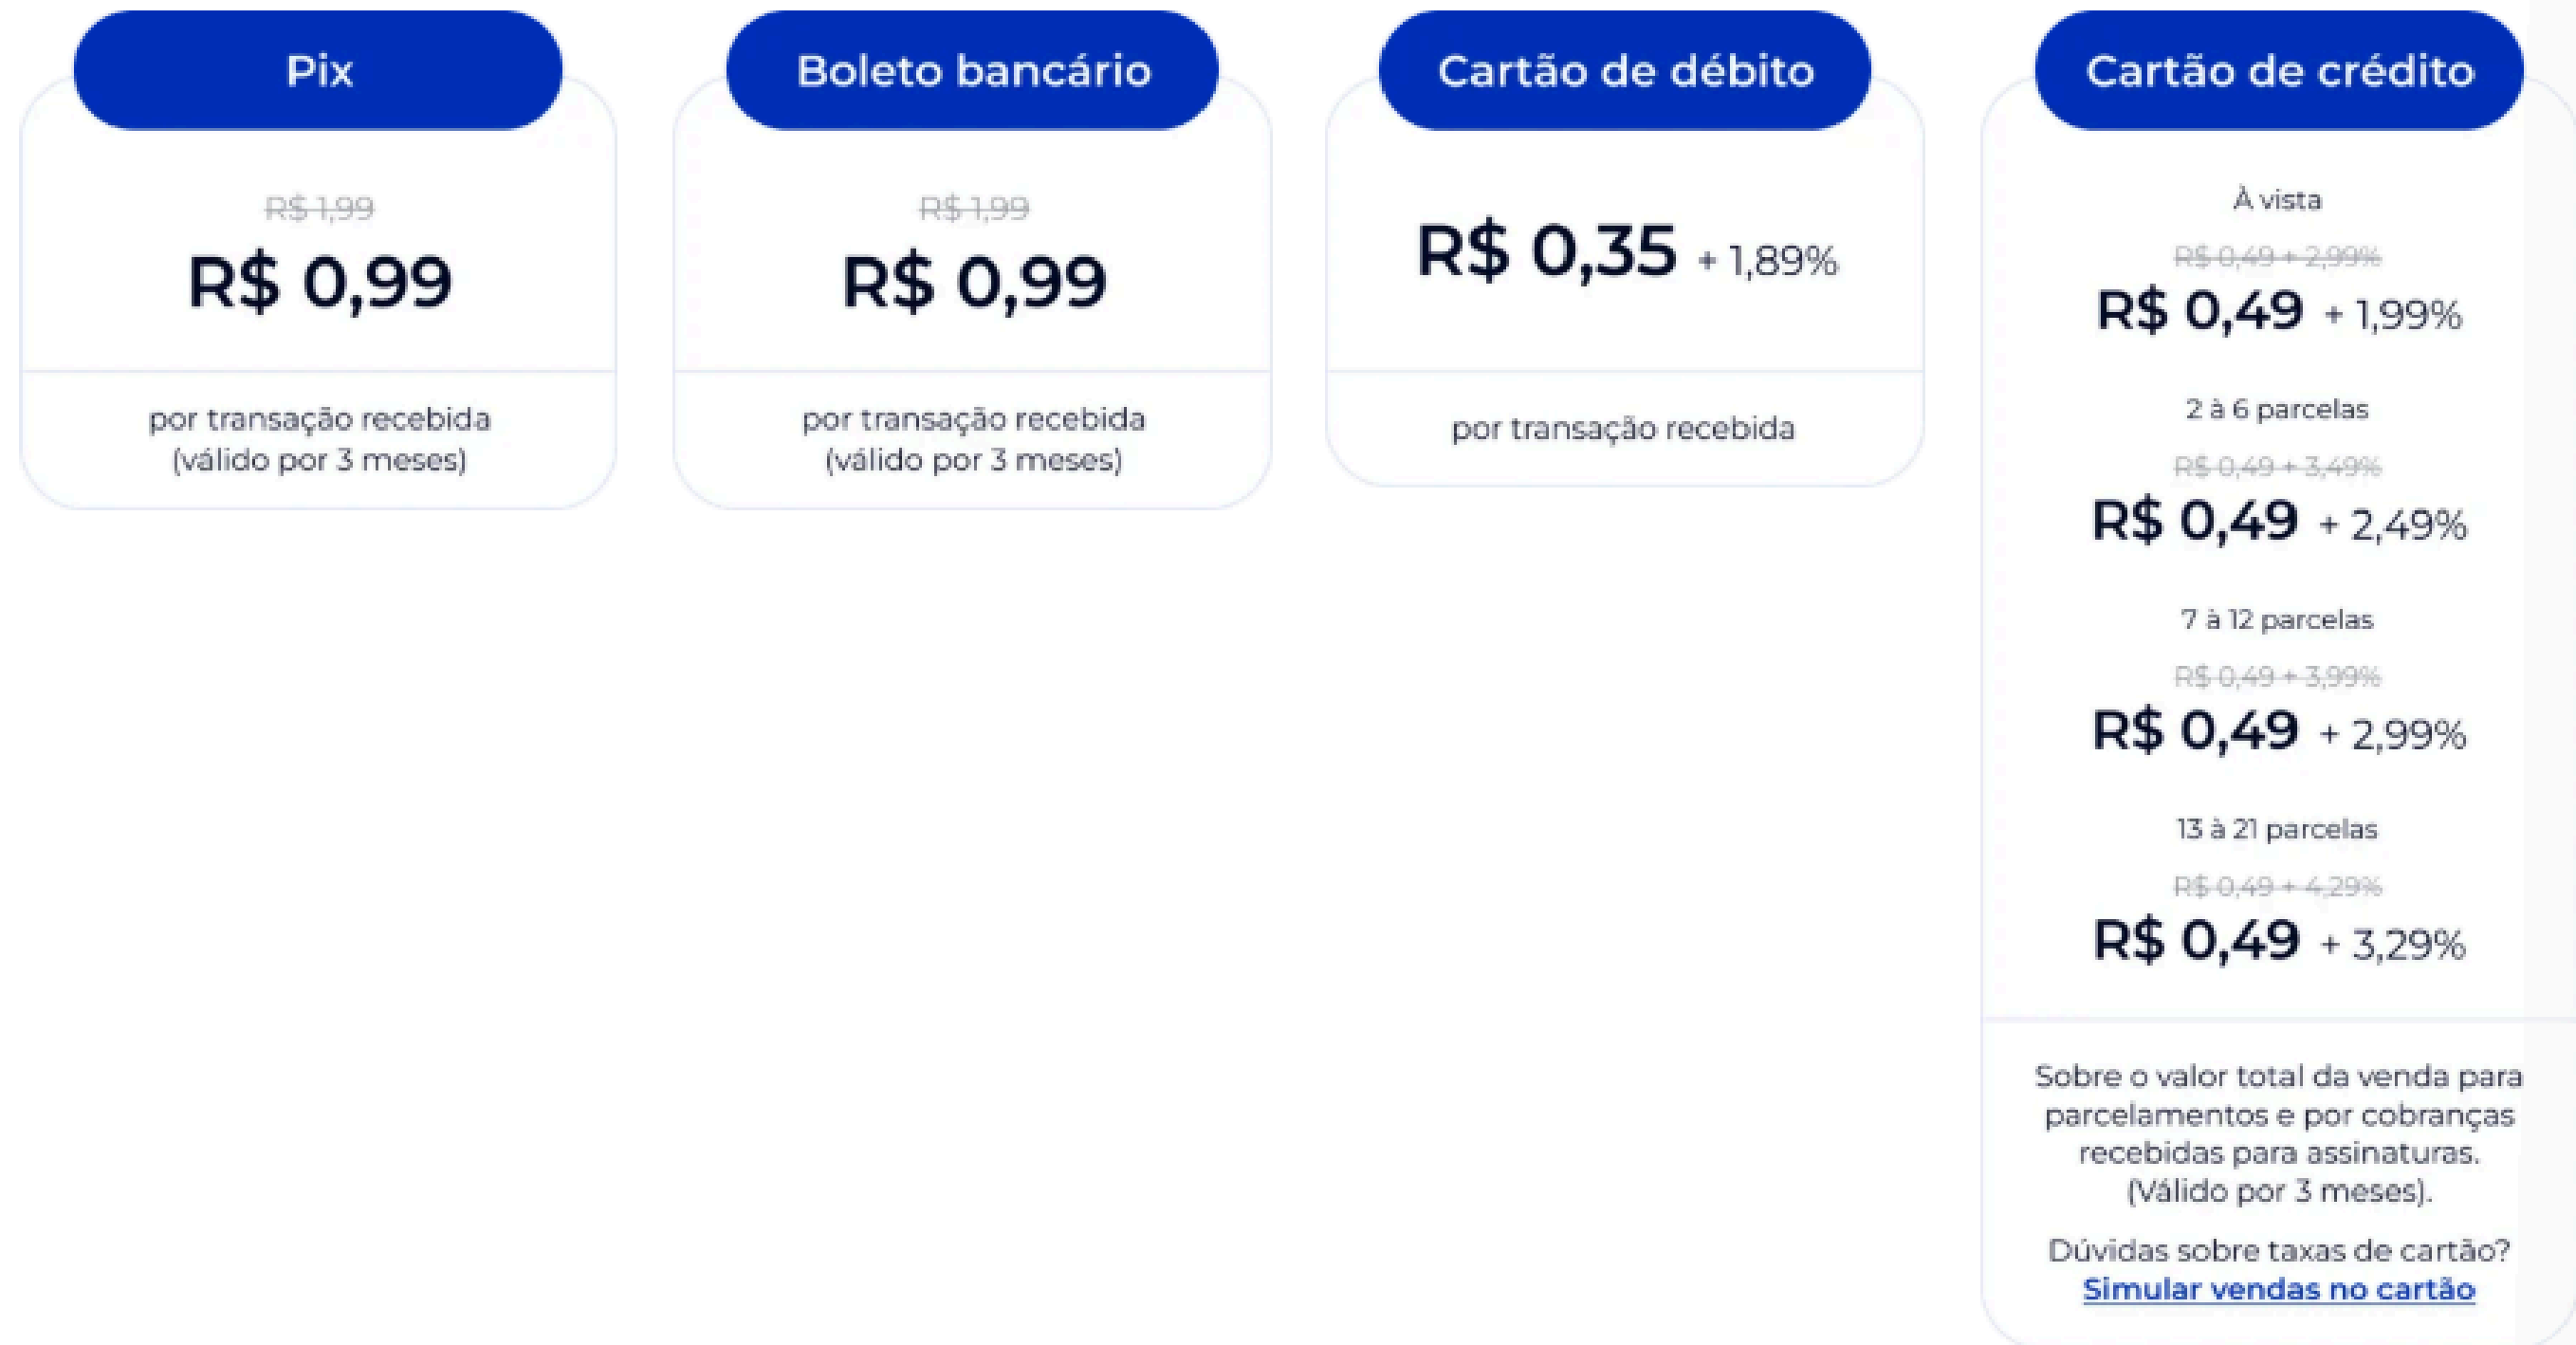 Pix
R$ 1,99
R$ 0,99
por transação recebida
(válido por 3 meses)
Boleto bancário
R$ 1,99
R$ 0,99
por transação recebida
(válido por 3 meses)
Cartão de débito
R$ 0,35 + 1,89%
por transação recebida
Cartão de crédito
À vista
R$ 0,49 + 2,99%
R$ 0,49 + 1,99%
2 à 6 parcelas
R$ 0,49 + 3,49%
R$ 0,49 + 2,49%
7 à 12 parcelas
R$ 0,49 + 3,99%
R$ 0,49 + 2,99%
13 à 21 parcelas
R$ 0,49 + 4,29%
R$ 0,49 + 3,29%
Sobre o valor total da venda para
parcelamentos e por cobranças
recebidas para assinaturas.
(Válido por 3 meses).
Dúvidas sobre taxas de cartão?
Simular vendas no cartão